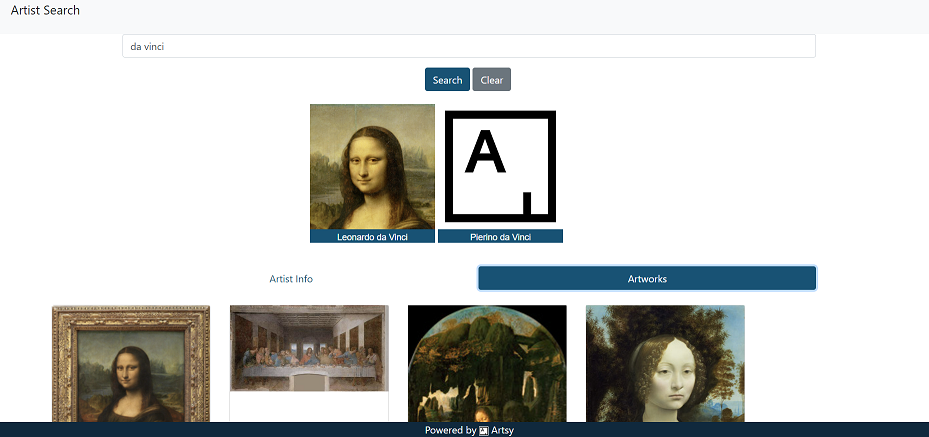 Artist Search
da vinci
Search Clear
A
Leonardo da Vinci Pierino da Vinci
Artist Info Artworks
Powered by Artsy